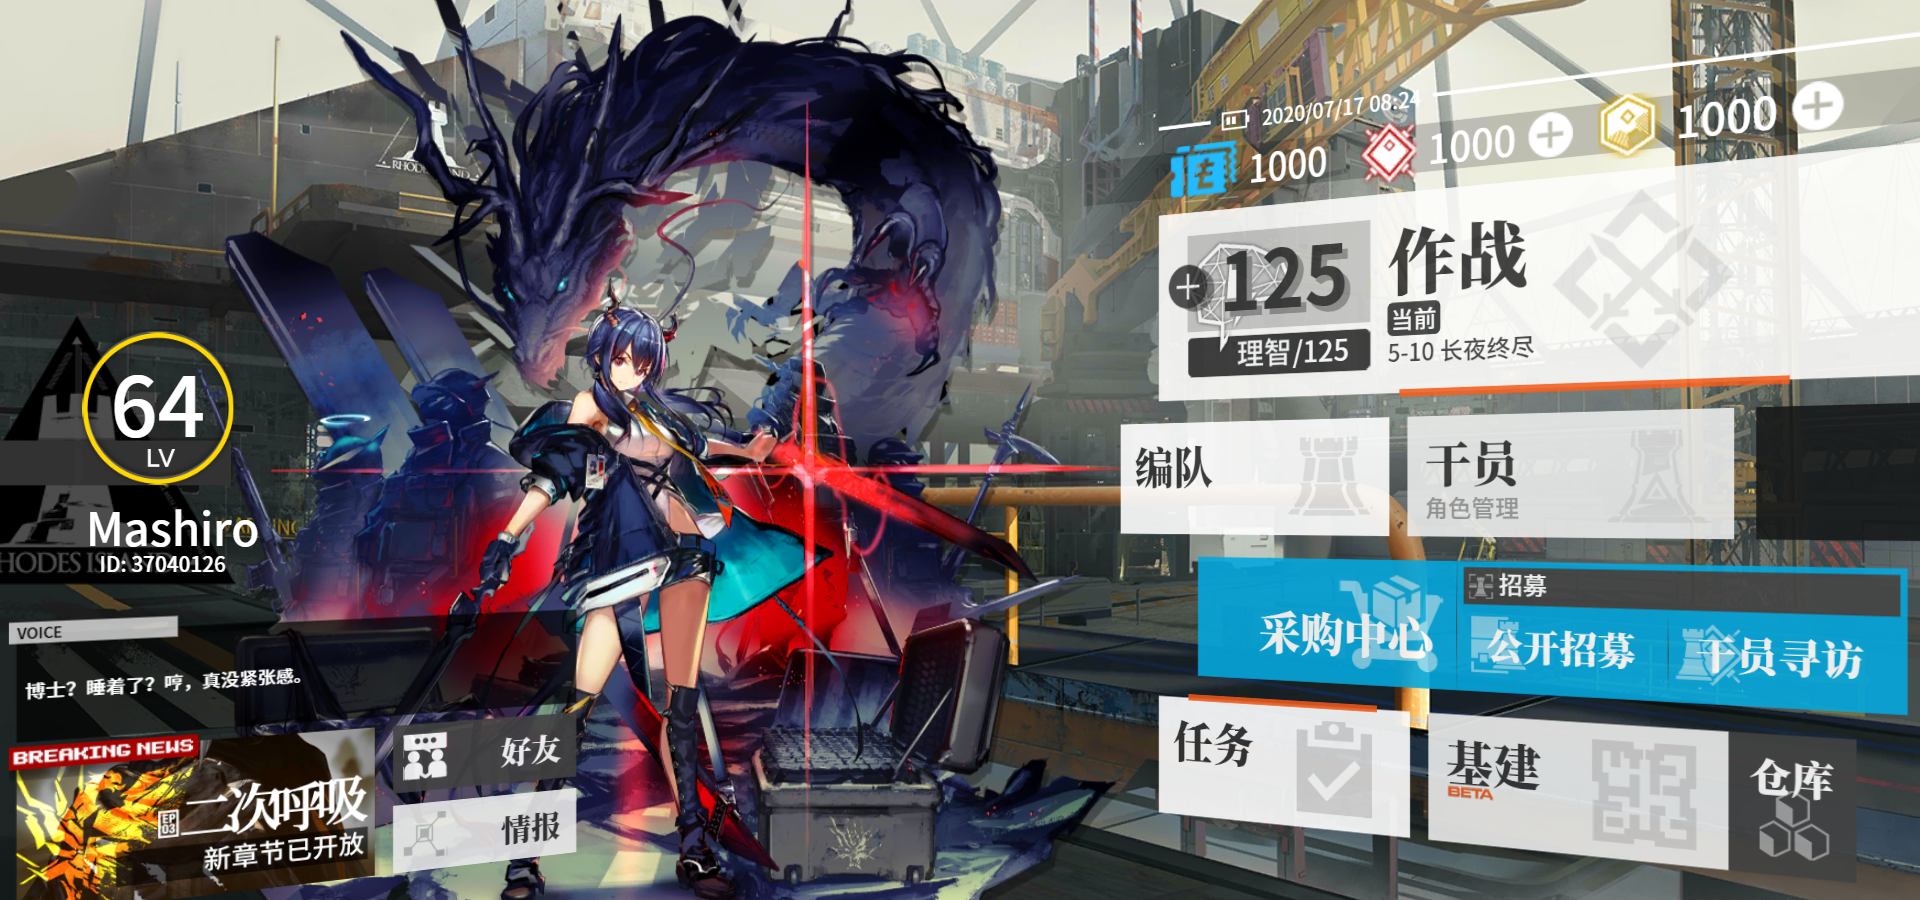 RHODES ISLAND
2020/07/17 08:24
1000
1000
1000
125
理智/125
作战
当前
5-10 长夜终尽
64
LV
Mashiro
ID: 37040126
编队
干员
角色管理
采购中心
招募
公开招募
干员寻访
VOICE
博士？睡着了？哼，真没紧张感。
BREAKING NEWS
EP
03
二次呼吸
新章节已开放
好友
情报
任务
基建
BETA
仓库